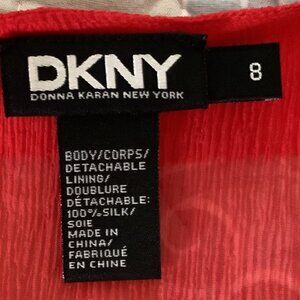 DKNY
DONNA KARAN NEW YORK
8
BODY/CORPS/
DETACHABLE
LINING/
DOUBLURE
DÉTACHABLE:
100% SILK/
SOIE
MADE IN
CHINA/
FABRIQUÉ
EN CHINE